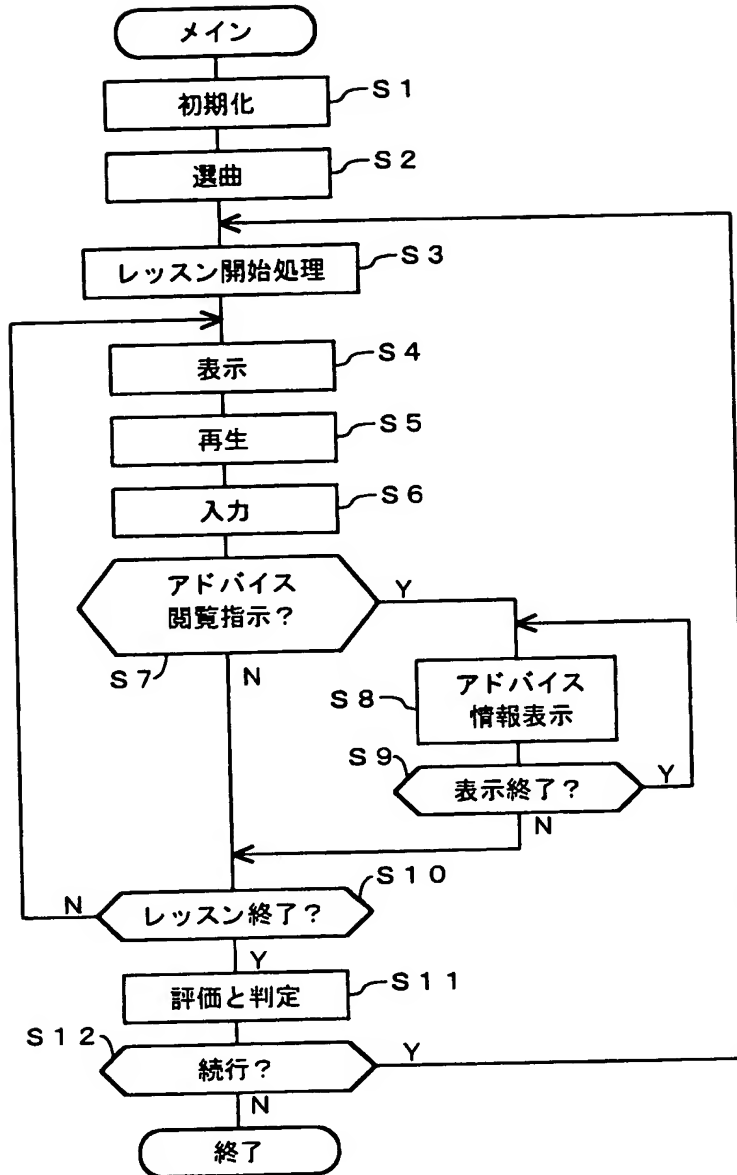 メイン
初期化
S1
選曲
S2
レッスン開始処理
S3
表示
S4
再生
S5
入力
S6
アドバイス
閲覧指示?
Y
S7
N
アドバイス
情報表示
S8
S9
表示終了?
Y
N
S10
N
レッスン終了?
Y
評価と判定
S11
S12
続行?
Y
N
終了